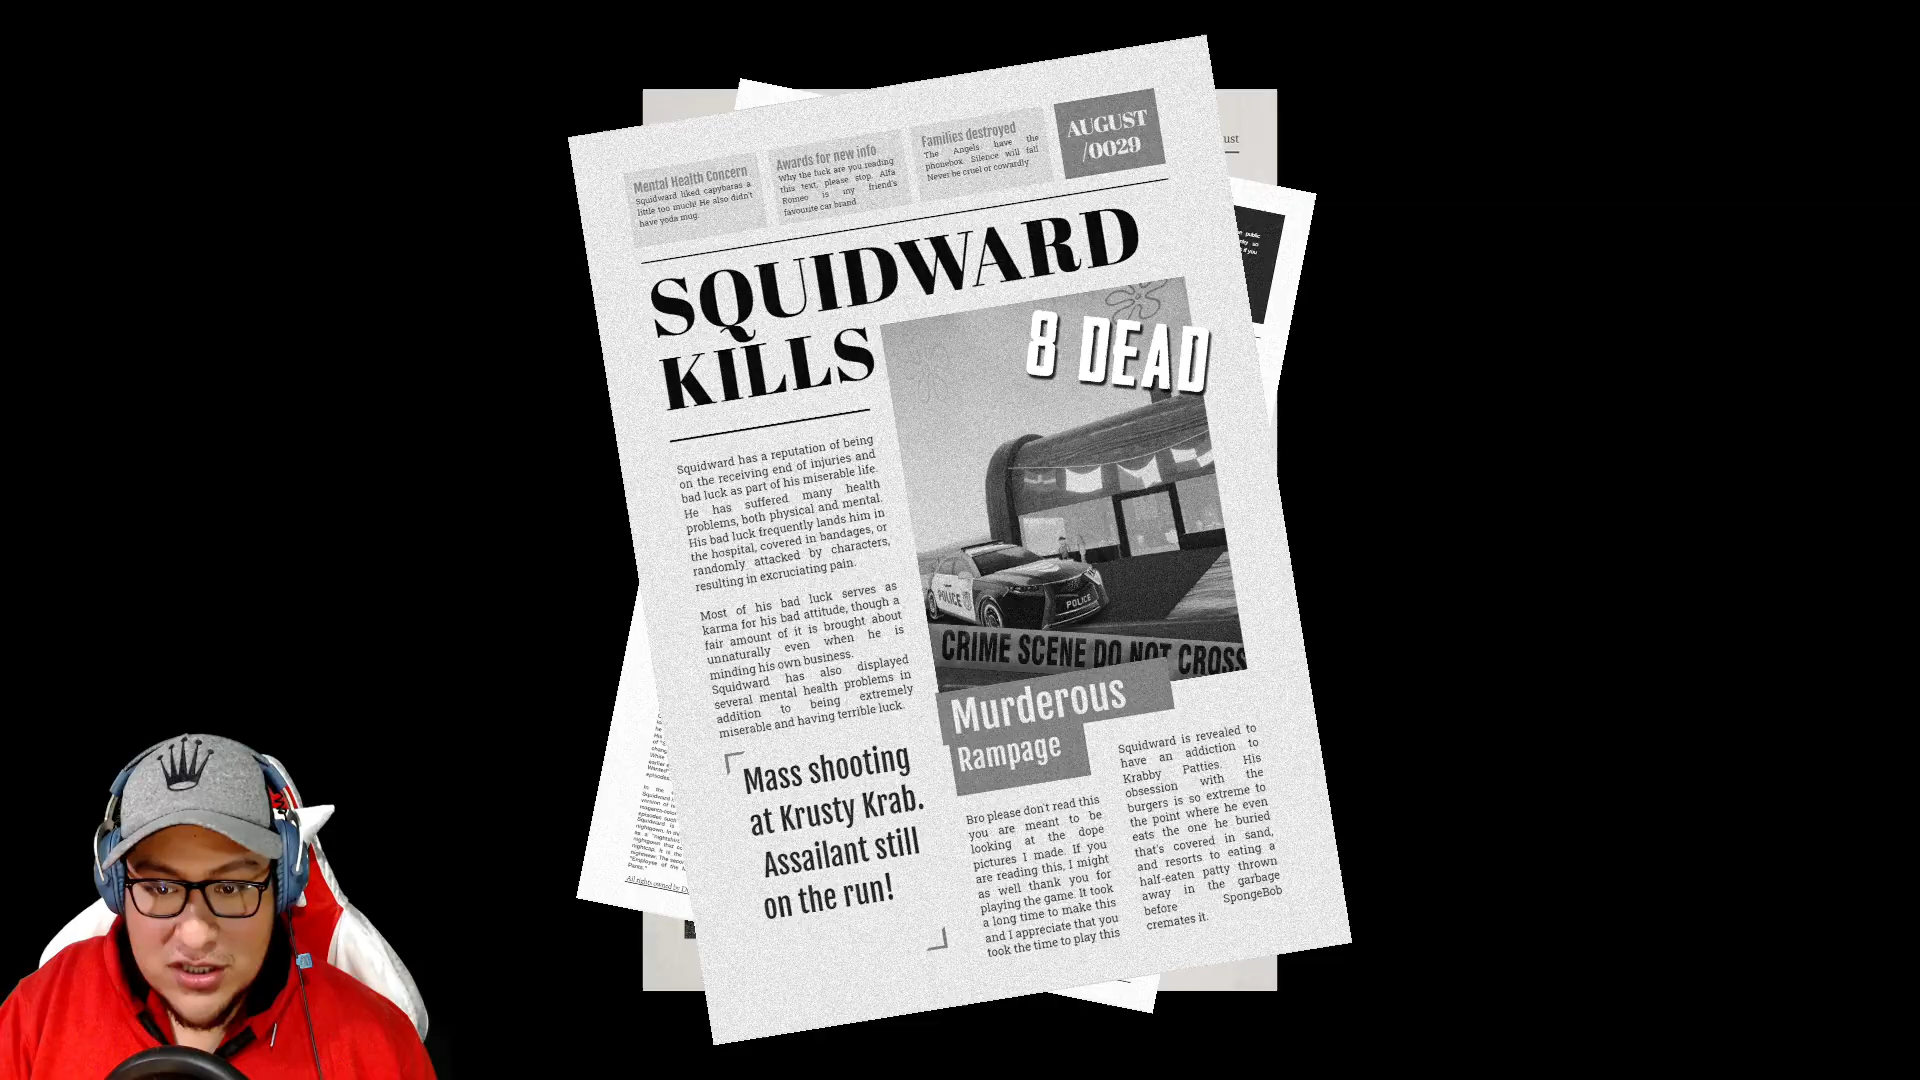 Mental Health Concern
Squidward liked capybaras a
little too much! He also didn't
have yoda mug.
Awards for new info
Why the fuck are you reading
this text, please stop. Alfa
Romeo is my friend's
favourite car brand
Families destroyed
The Angels have the
phonebox. Silence will fall
Never be cruel or cowardly
AUGUST
/0029
SQUIDWARD
KILLS
8 DEAD
Squidward has a reputation of being
on the receiving end of injuries and
bad luck as part of his miserable life.
He has suffered many health
problems, both physical and mental.
His bad luck frequently lands him in
the hospital, covered in bandages, or
randomly attacked by characters,
resulting in excruciating pain.
Most of his bad luck serves as
karma for his bad attitude, though a
fair amount of it is brought about
unnaturally even when he is
minding his own business.
Squidward has also displayed
several mental health problems in
addition to being extremely
miserable and having terrible luck.
POLICE
POLICE
CRIME SCENE DO NOT CROSS
Murderous
Rampage
Mass shooting
at Krusty Krab.
Assailant still
on the run!
Bro please don't read this
you are meant to be
looking at the dope
pictures I made. If you
are reading this, I might
as well thank you for
playing the game. It took
a long time to make this
and I appreciate that you
took the time to play this
Squidward is revealed to
have an addiction to
Krabby Patties. His
obsession with the
burgers is so extreme to
the point where he even
eats the one he buried
that's covered in sand,
and resorts to eating a
half-eaten patty thrown
away in the garbage
before SpongeBob
cremates it.
ust
public
so
if you
All rights owned by